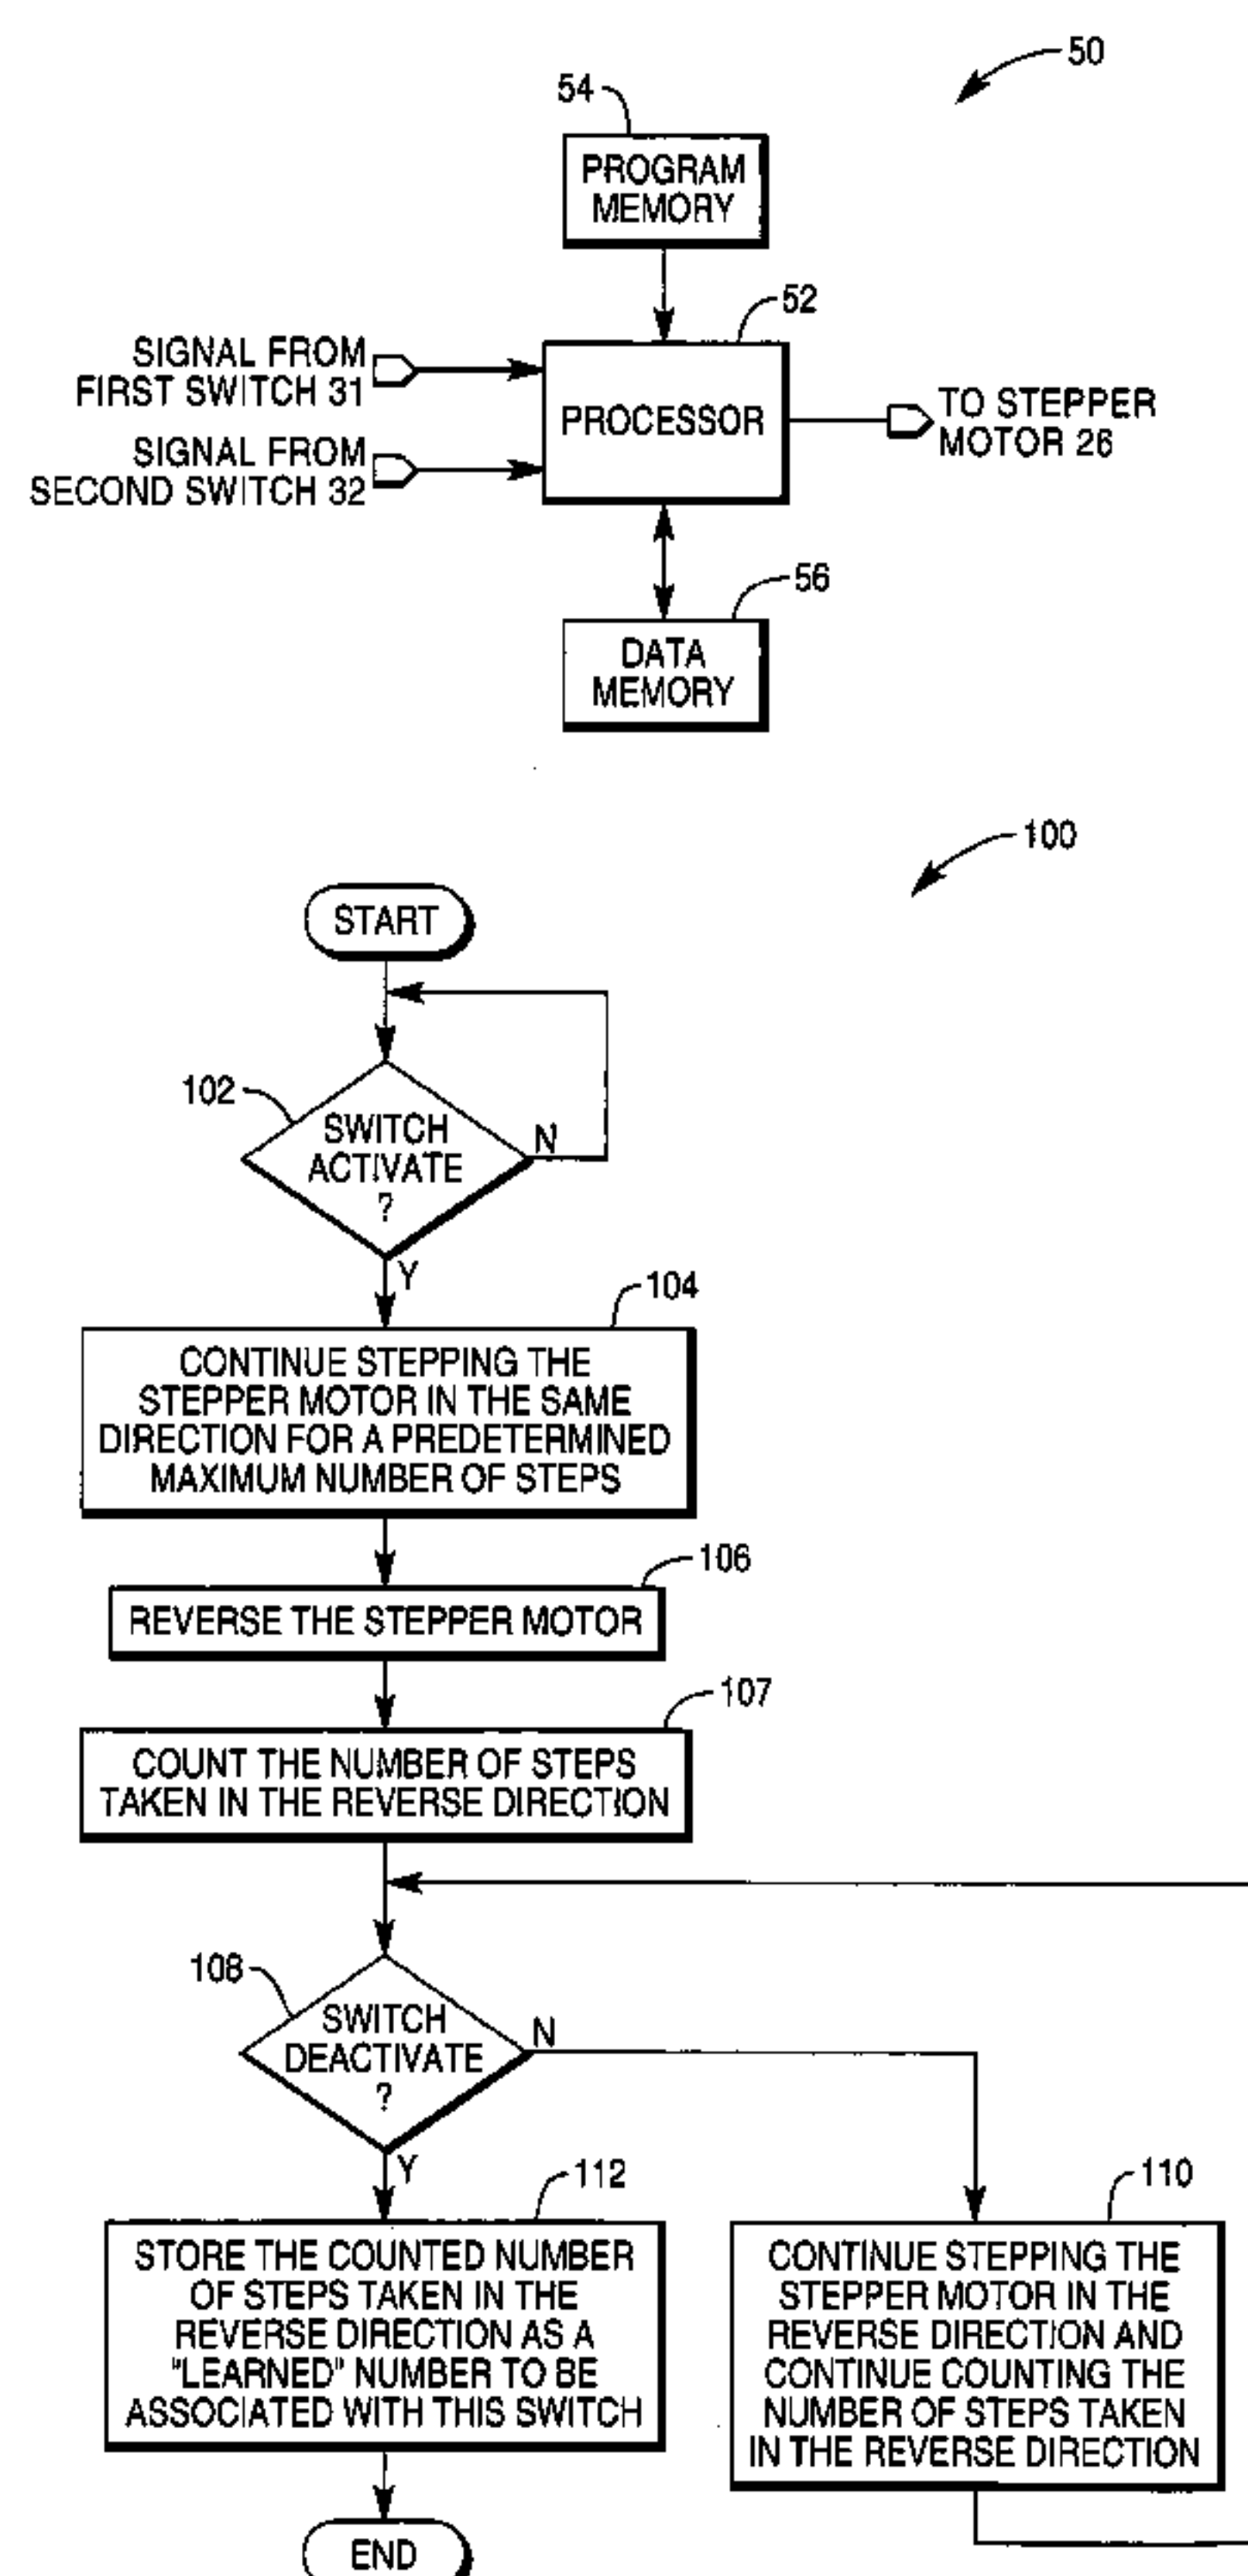 50
54
PROGRAM
MEMORY
52
SIGNAL FROM
FIRST SWITCH 31
PROCESSOR
TO STEPPER
MOTOR 26
SIGNAL FROM
SECOND SWITCH 32
56
DATA
MEMORY
100
START
102
SWITCH
ACTIVATE
?
N
Y
104
CONTINUE STEPPING THE
STEPPER MOTOR IN THE SAME
DIRECTION FOR A PREDETERMINED
MAXIMUM NUMBER OF STEPS
106
REVERSE THE STEPPER MOTOR
107
COUNT THE NUMBER OF STEPS
TAKEN IN THE REVERSE DIRECTION
108
SWITCH
DEACTIVATE
?
N
Y
112
STORE THE COUNTED NUMBER
OF STEPS TAKEN IN THE
REVERSE DIRECTION AS A
"LEARNED" NUMBER TO BE
ASSOCIATED WITH THIS SWITCH
110
CONTINUE STEPPING THE
STEPPER MOTOR IN THE
REVERSE DIRECTION AND
CONTINUE COUNTING THE
NUMBER OF STEPS TAKEN
IN THE REVERSE DIRECTION
END